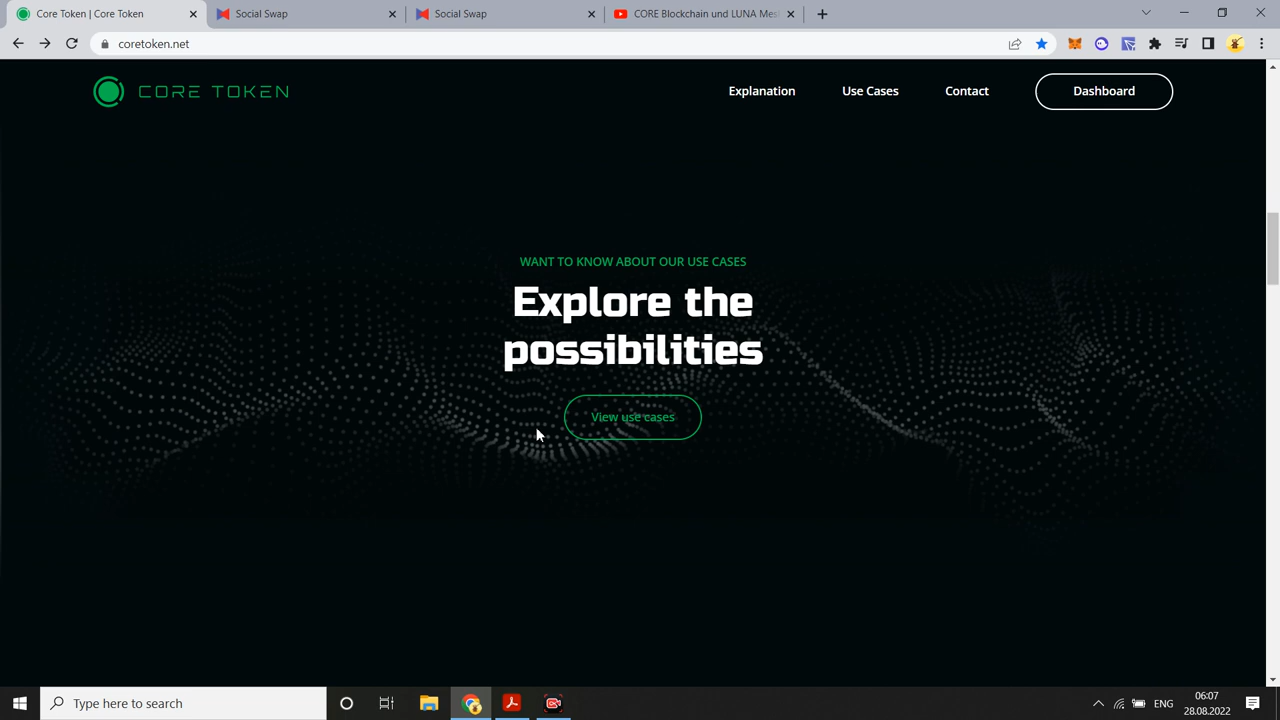 Core Token | Core Token
Social Swap
Social Swap
CORE Blockchain und LUNA Mes
coretoken.net
CORE TOKEN
Explanation
Use Cases
Contact
Dashboard
WANT TO KNOW ABOUT OUR USE CASES
Explore the
possibilities
View use cases
Type here to search
ENG
06:07
28.08.2022